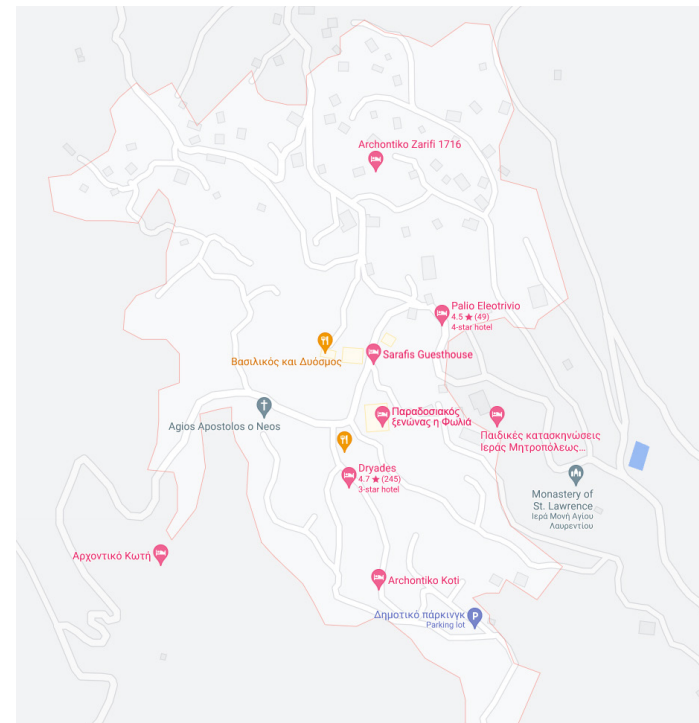 Archontiko Zarifi 1716
Palio Eleotrivio
4.5 ★ (49)
4-star hotel
Βασιλικός και Δυόσμος
Sarafis Guesthouse
Agios Apostolos o Neos
Παραδοσιακός
ξενώνας η Φωλιά
Παιδικές κατασκηνώσεις
Ιεράς Μητροπόλεως...
Dryades
4.7 ★ (245)
3-star hotel
Monastery of
St. Lawrence
Ιερά Μονή Αγίου
Λαυρεντίου
Αρχοντικό Κωτή
Archontiko Koti
Δημοτικό πάρκινγκ
Parking lot
P